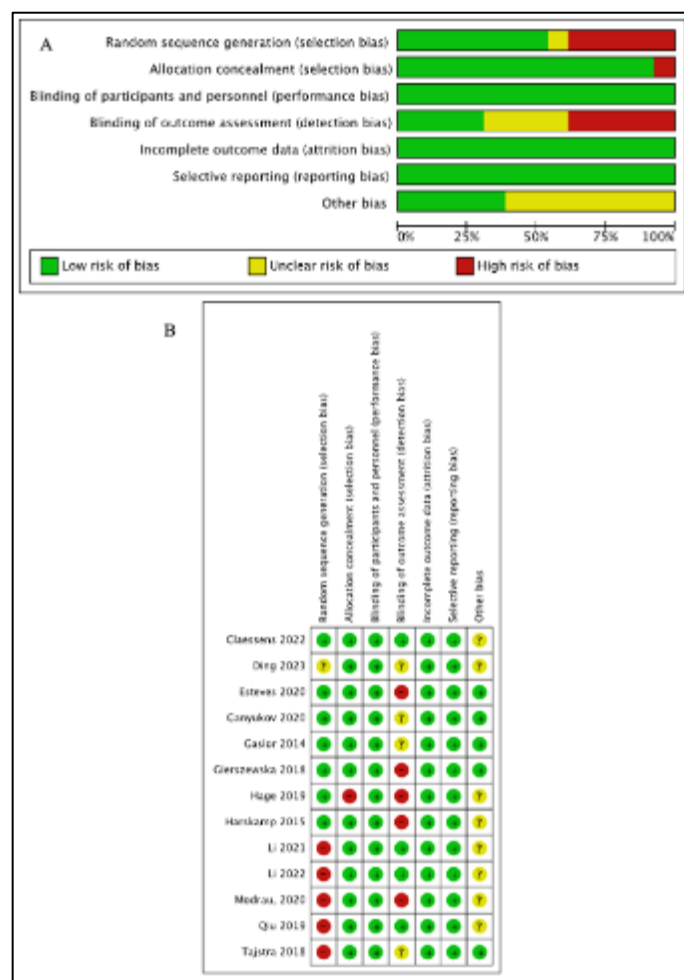 A
Random sequence generation (selection bias)
Allocation concealment (selection bias)
Blinding of participants and personnel (performance bias)
Blinding of outcome assessment (detection bias)
Incomplete outcome data (attrition bias)
Selective reporting (reporting bias)
Other bias
0% 25% 50% 75% 100%
Low risk of bias Unclear risk of bias High risk of bias
B
Random sequence generation (selection bias)
Allocation concealment (selection bias)
Blinding of participants and personnel (performance bias)
Blinding of outcome assessment (detection bias)
Incomplete outcome data (attrition bias)
Selective reporting (reporting bias)
Other bias
Claessens 2022 + + + + + + ?
Ding 2023 ? + + ? + + ?
Esteves 2020 + + + - + + +
Ganyukov 2020 + + + ? + + +
Gasior 2014 + + + ? + + +
Gierszewska 2018 + + + - + + +
Hage 2019 + - + - + + ?
Harskamp 2015 + + + - + + ?
Li 2021 - + + + + + ?
Li 2022 - + + + + + ?
Modrau, 2020 - + + - + + ?
Qiu 2019 - + + + + + ?
Tajstra 2018 - + + ? + + +